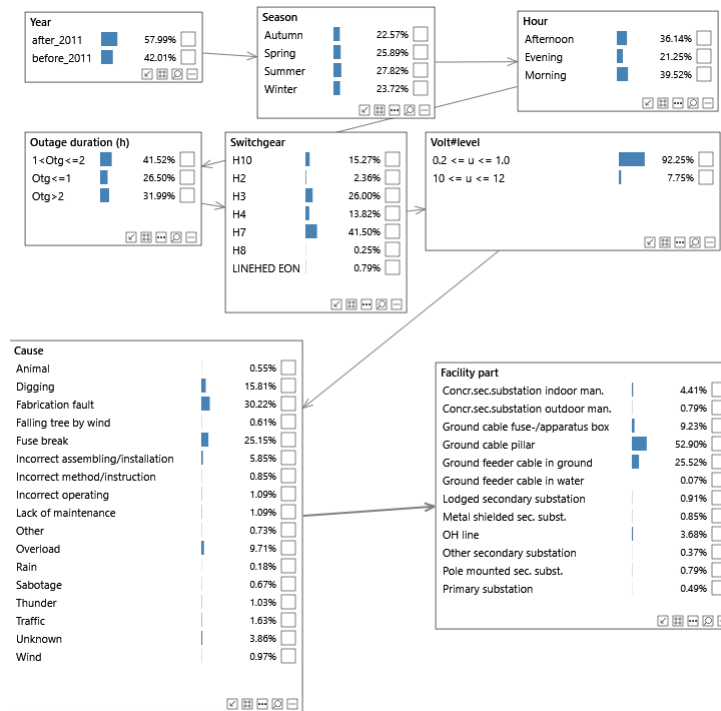 Year
after_2011 57.99%
before_2011 42.01%
Season
Autumn 22.57%
Spring 25.89%
Summer 27.82%
Winter 23.72%
Hour
Afternoon 36.14%
Evening 21.25%
Morning 39.52%
Outage duration (h)
1<Otg<=2 41.52%
Otg<=1 26.50%
Otg>2 31.99%
Switchgear
H10 15.27%
H2 2.36%
H3 26.00%
H4 13.82%
H7 41.50%
H8 0.25%
LINEHED EON 0.79%
Volt#level
0.2 <= u <= 1.0 92.25%
10 <= u <= 12 7.75%
Cause
Animal 0.55%
Digging 15.81%
Fabrication fault 30.22%
Falling tree by wind 0.61%
Fuse break 25.15%
Incorrect assembling/installation 5.85%
Incorrect method/instruction 0.85%
Incorrect operating 1.09%
Lack of maintenance 1.09%
Other 0.73%
Overload 9.71%
Rain 0.18%
Sabotage 0.67%
Thunder 1.03%
Traffic 1.63%
Unknown 3.86%
Wind 0.97%
Facility part
Concr.sec.substation indoor man. 4.41%
Concr.sec.substation outdoor man. 0.79%
Ground cable fuse-/apparatus box 9.23%
Ground cable pillar 52.90%
Ground feeder cable in ground 25.52%
Ground feeder cable in water 0.07%
Lodged secondary substation 0.91%
Metal shielded sec. subst. 0.85%
OH line 3.68%
Other secondary substation 0.37%
Pole mounted sec. subst. 0.79%
Primary substation 0.49%